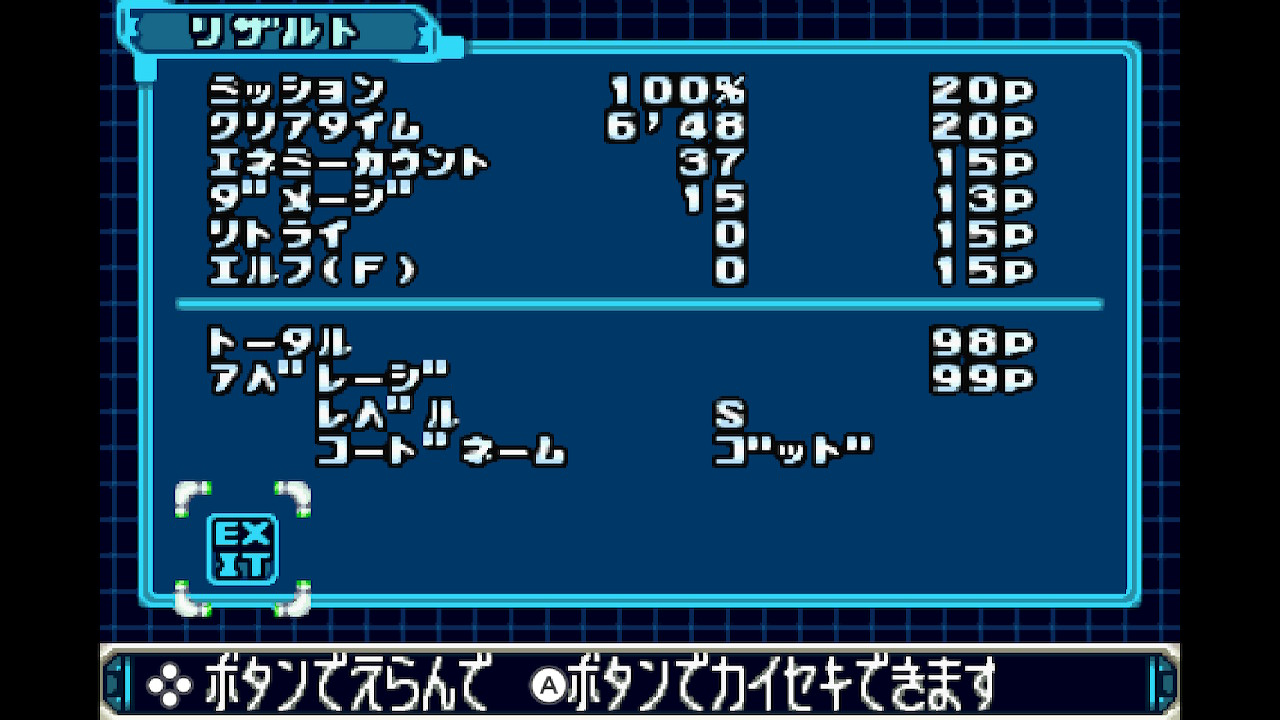 リザルト
ミッション 100% 20P
クリアタイム 6'48 20P
エネミーカウント 37 15P
ダメージ 15 13P
リトライ 0 15P
エルフ(F) 0 15P
トータル 98P
アベレージ 99P
レベル S
コードネーム ゴッド
EX
IT
ボタンでえらんで Aボタンでカイセキできます